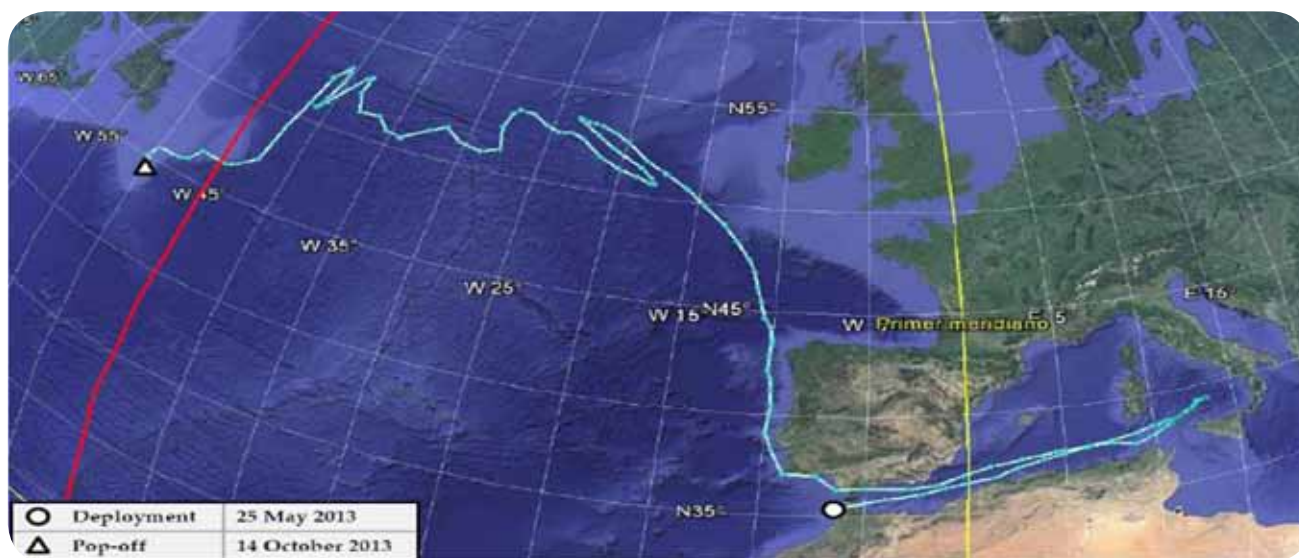 W 65°
W 55°
W 45°
W 35°
W 25°
W 15°
N55°
N45°
W
Primer meridiano
E 5°
E 15°
N35°
Deployment 25 May 2013
Pop-off 14 October 2013